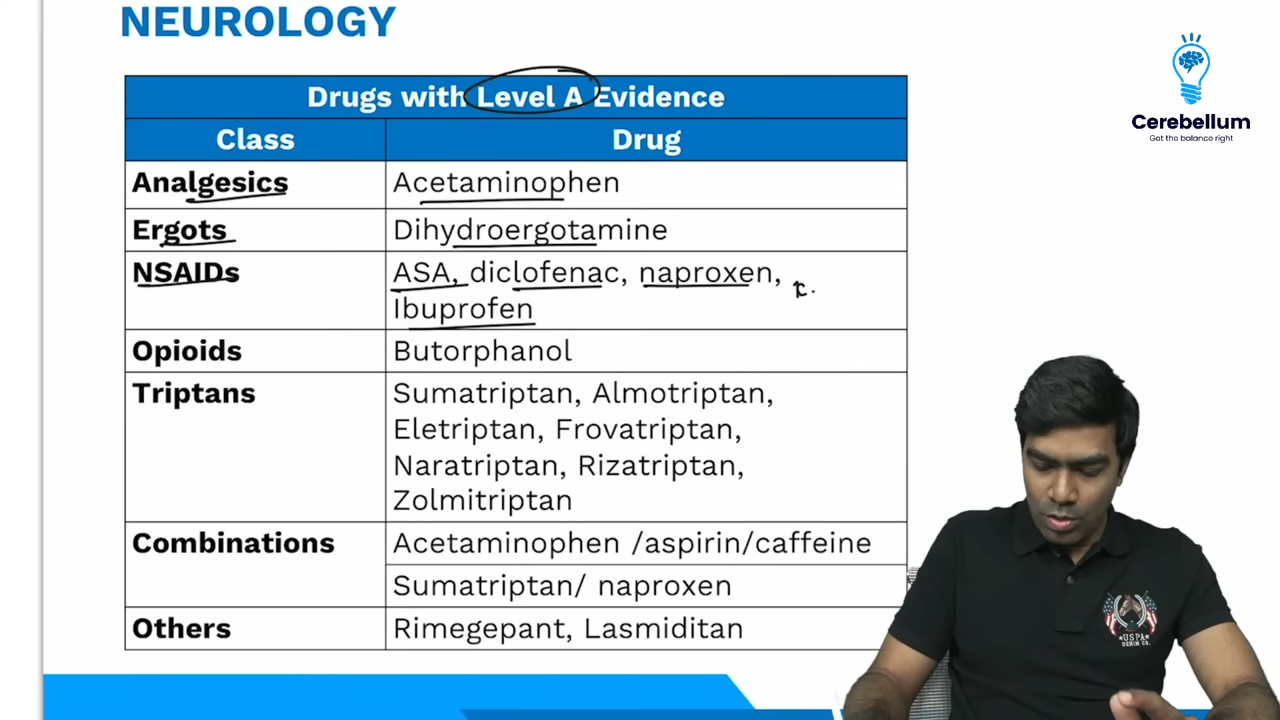 NEUROLOGY
Drugs with Level A Evidence
Class Drug
Analgesics Acetaminophen
Ergots Dihydroergotamine
NSAIDs ASA, diclofenac, naproxen,
Ibuprofen
Opioids Butorphanol
Triptans Sumatriptan, Almotriptan,
Eletriptan, Frovatriptan,
Naratriptan, Rizatriptan,
Zolmitriptan
Combinations Acetaminophen /aspirin/caffeine
Sumatriptan/ naproxen
Others Rimegepant, Lasmiditan
Cerebellum
Get the balance right
USPA
DENIM CO.